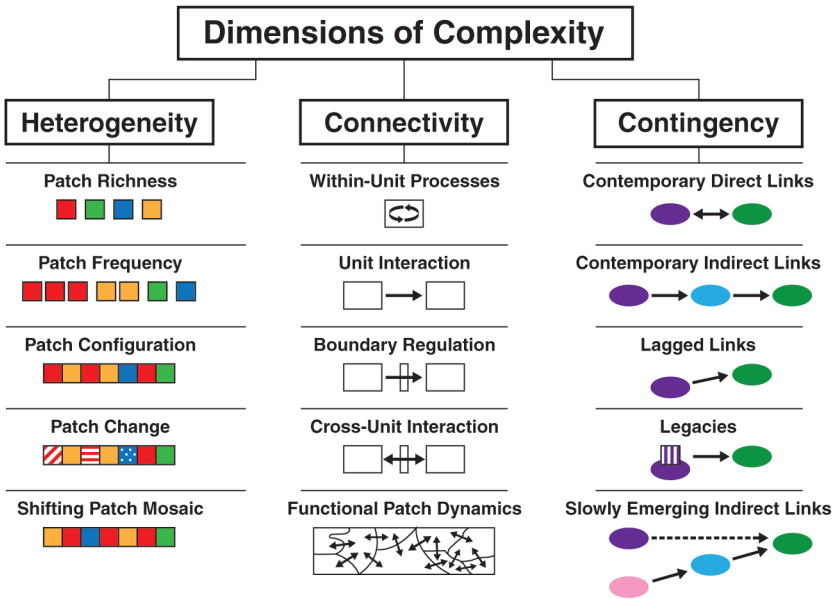 Dimensions of Complexity
Heterogeneity
Connectivity
Contingency
Patch Richness
Within-Unit Processes
Contemporary Direct Links
Patch Frequency
Unit Interaction
Contemporary Indirect Links
Patch Configuration
Boundary Regulation
Lagged Links
Patch Change
Cross-Unit Interaction
Legacies
Shifting Patch Mosaic
Functional Patch Dynamics
Slowly Emerging Indirect Links